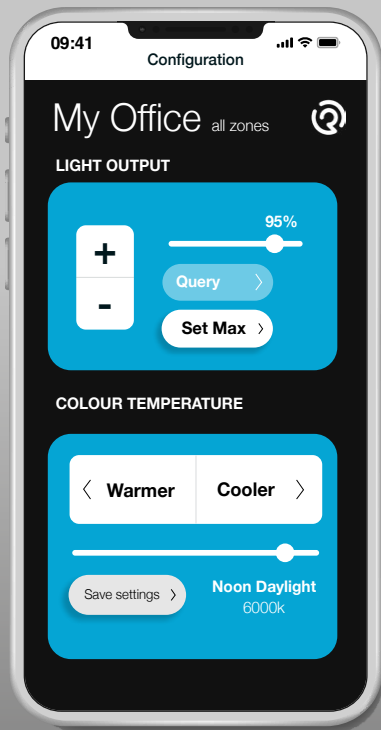 09:41
Configuration
My Office all zones
LIGHT OUTPUT
95%
+
Query
-
Set Max
COLOUR TEMPERATURE
Warmer
Cooler
Save settings
Noon Daylight
6000k